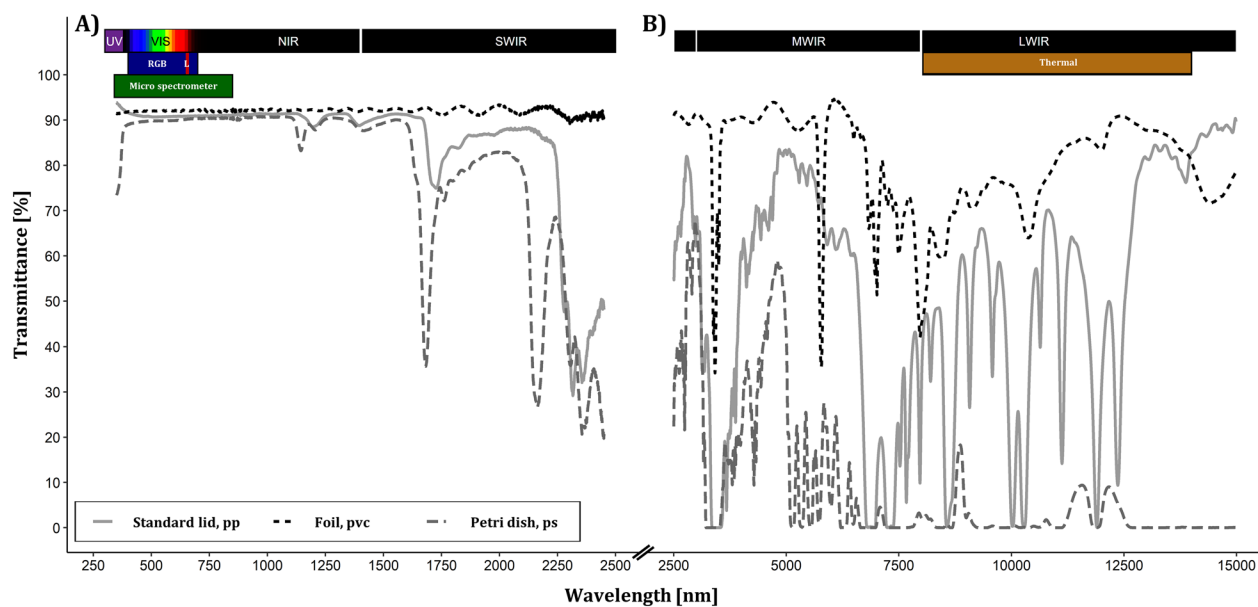 A)
B)
UV VIS NIR SWIR
MWIR LWIR
RGB L
Thermal
Micro spectrometer
100
90
80
70
60
50
40
30
20
10
0
Transmittance [%]
Standard lid, pp Foil, pvc Petri dish, ps
250 500 750 1000 1250 1500 1750 2000 2250 2500
2500 5000 7500 10000 12500 15000
Wavelength [nm]